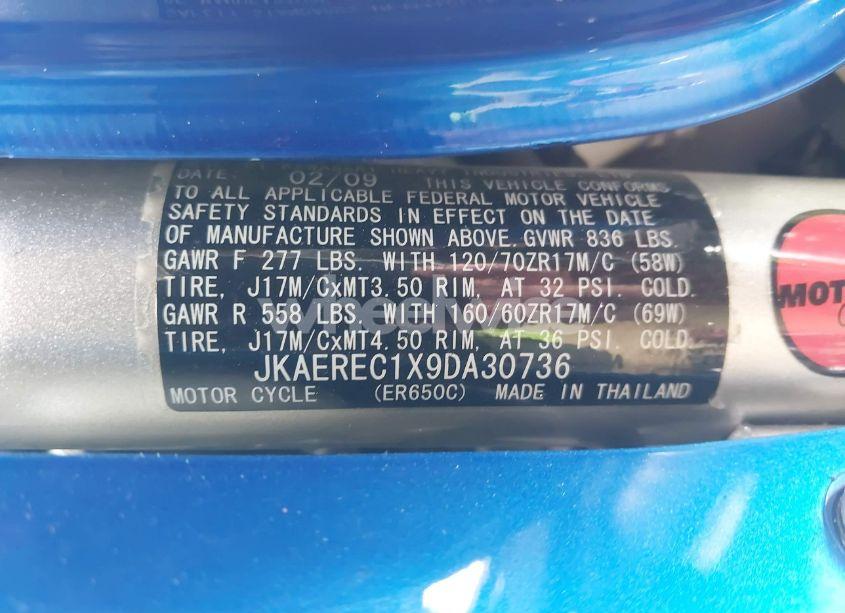 DATE: 02/09 THIS VEHICLE CONFORMS
TO ALL APPLICABLE FEDERAL MOTOR VEHICLE
SAFETY STANDARDS IN EFFECT ON THE DATE
OF MANUFACTURE SHOWN ABOVE. GVWR 836 LBS.
GAWR F 277 LBS. WITH 120/70ZR17M/C (58W)
TIRE, J17M/CxMT3.50 RIM, AT 32 PSI. COLD.
GAWR R 558 LBS. WITH 160/60ZR17M/C (69W)
TIRE, J17M/CxMT4.50 RIM, AT 36 PSI. COLD.
JKAEREC1X9DA30736
MOTOR CYCLE (ER650C) MADE IN THAILAND